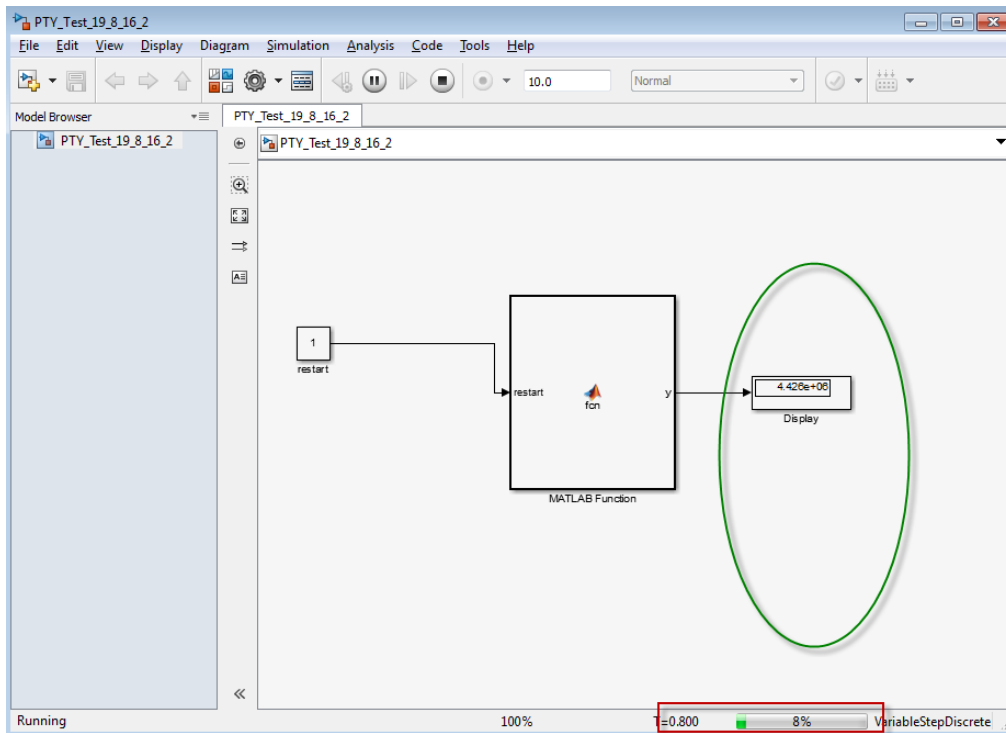 PTY_Test_19_8_16_2
File Edit View Display Diagram Simulation Analysis Code Tools Help
10.0 Normal
Model Browser
PTY_Test_19_8_16_2
PTY_Test_19_8_16_2
PTY_Test_19_8_16_2
1
restart
restart
fcn
y
MATLAB Function
4.426e+06
Display
Running 100% T=0.800 8% VariableStepDiscrete